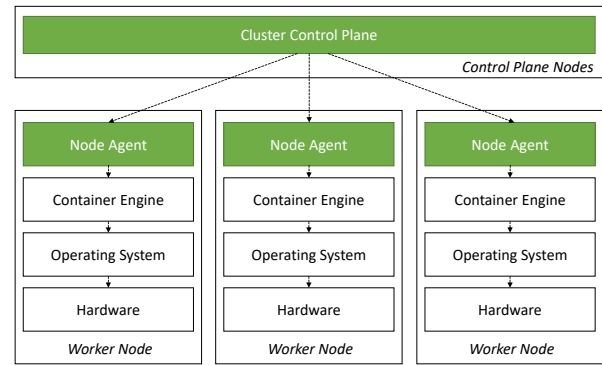 Cluster Control Plane
Control Plane Nodes
Node Agent
Container Engine
Operating System
Hardware
Worker Node
Node Agent
Container Engine
Operating System
Hardware
Worker Node
Node Agent
Container Engine
Operating System
Hardware
Worker Node